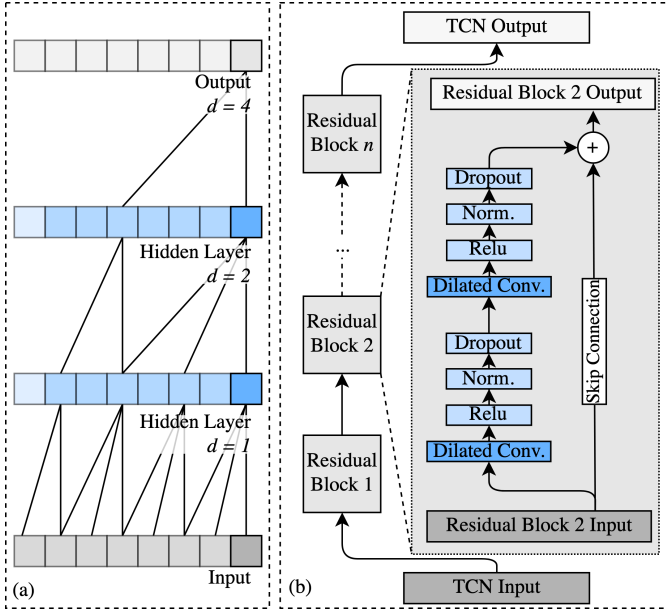 Output
d = 4
Hidden Layer
d = 2
Hidden Layer
d = 1
Input
(a)
TCN Output
Residual
Block n
...
Residual
Block 2
Residual
Block 1
TCN Input
(b)
Residual Block 2 Output
+
Dropout
Norm.
Relu
Dilated Conv.
Dropout
Norm.
Relu
Dilated Conv.
Skip Connection
Residual Block 2 Input